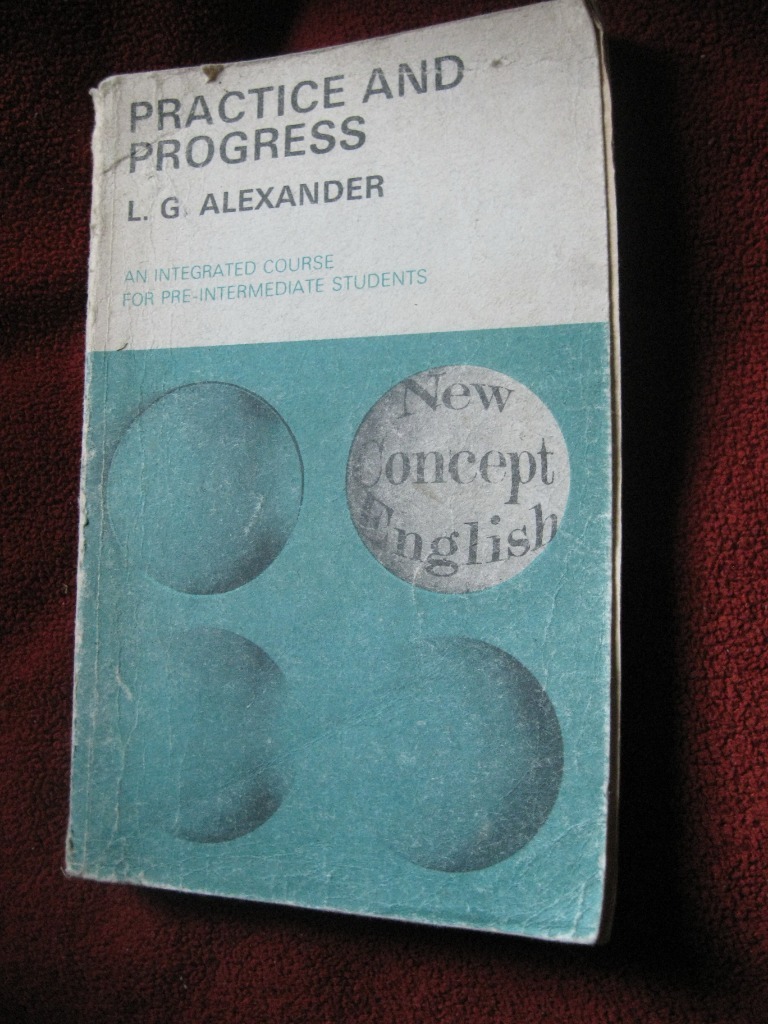 PRACTICE AND
PROGRESS
L. G. ALEXANDER
AN INTEGRATED COURSE
FOR PRE-INTERMEDIATE STUDENTS
New
Concept
English